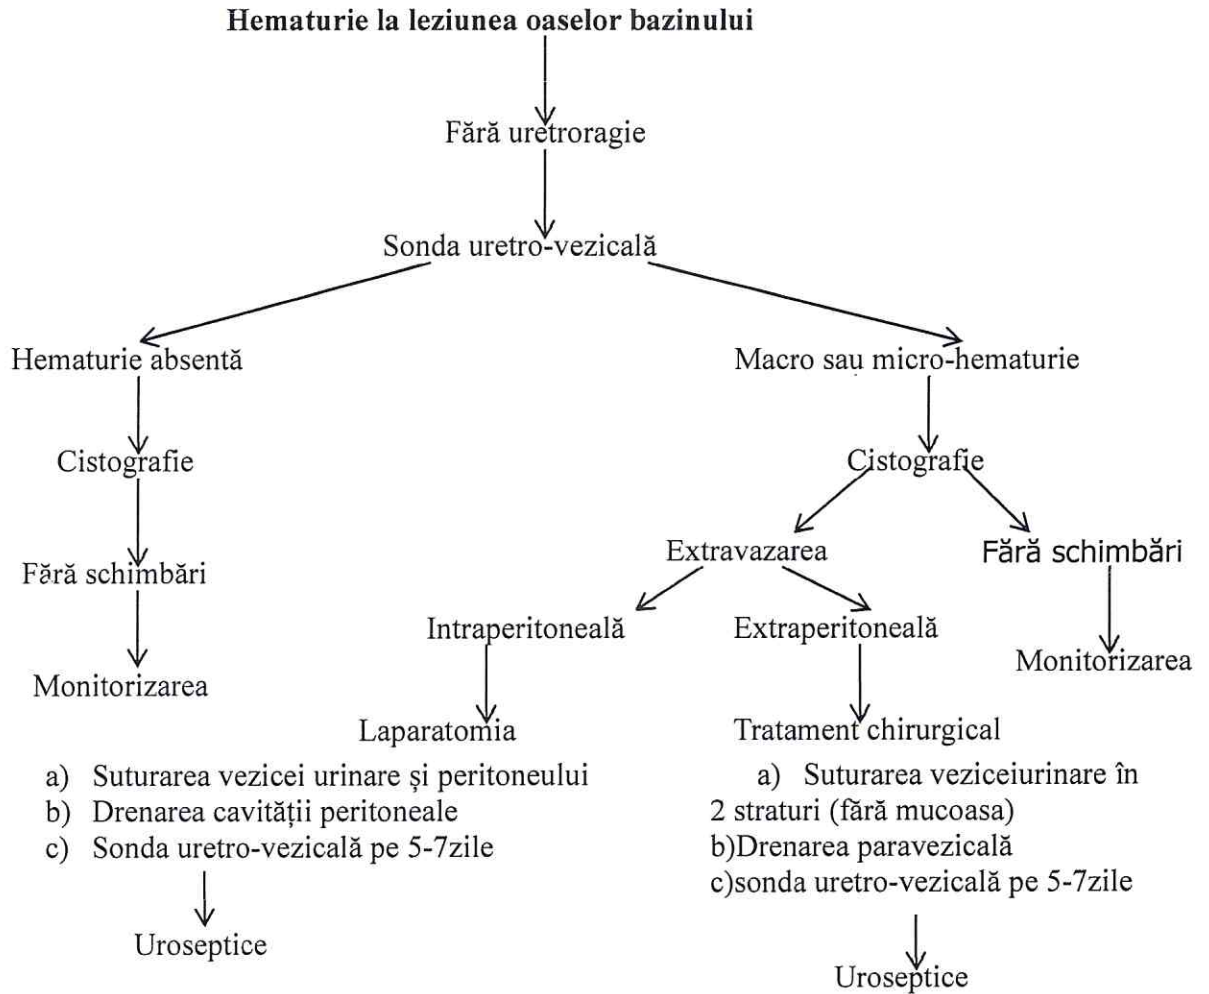 Hematurie la leziunea oaselor bazinului
Fără uretroragie
Sonda uretro-vezicală
Hematurie absentă
Macro sau micro-hematurie
Cistografie
Cistografie
Fără schimbări
Extravazarea
Fără schimbări
Intraperitoneală
Extraperitoneală
Monitorizarea
Monitorizarea
Laparatomia
Tratament chirurgical
a) Suturarea vezicei urinare și peritoneului
b) Drenarea cavității peritoneale
c) Sonda uretro-vezicală pe 5-7zile
Uroseptice
a) Suturarea veziceiurinare în
2 straturi (fără mucoasa)
b)Drenarea paravezicală
c)sonda uretro-vezicală pe 5-7zile
Uroseptice